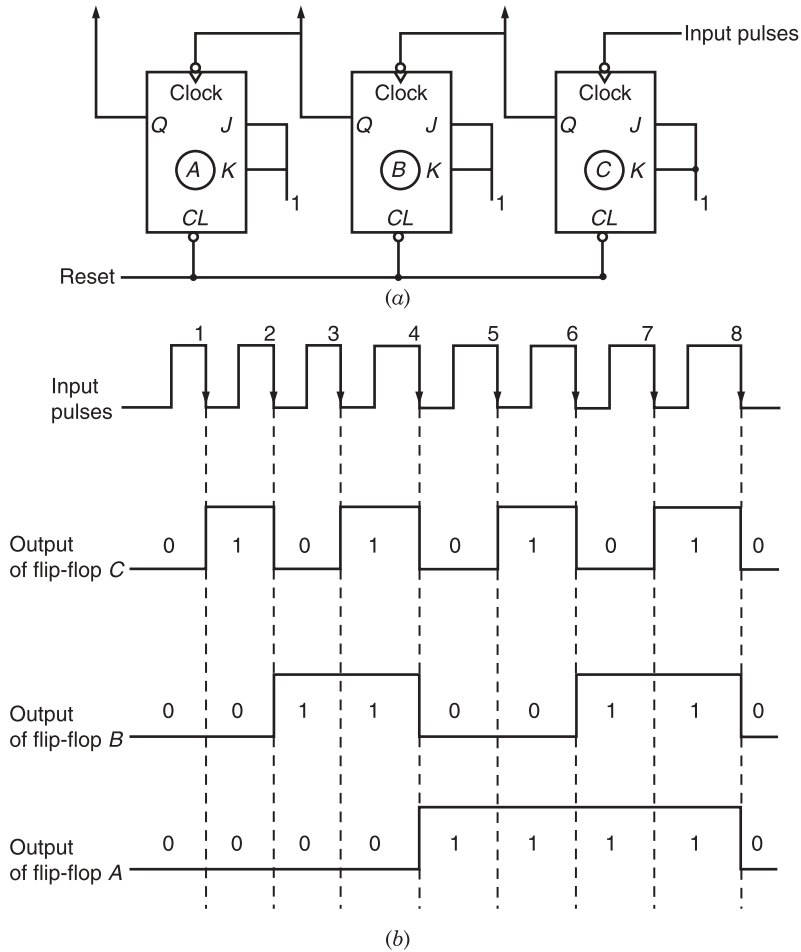 Input pulses
Clock Clock Clock
Q J Q J Q J
A K B K C K
1 1 1
CL CL CL
Reset
(a)
1 2 3 4 5 6 7 8
Input
pulses
Output
of flip-flop C
0 1 0 1 0 1 0 1 0
Output
of flip-flop B
0 0 1 1 0 0 1 1 0
Output
of flip-flop A
0 0 0 0 1 1 1 1 0
(b)